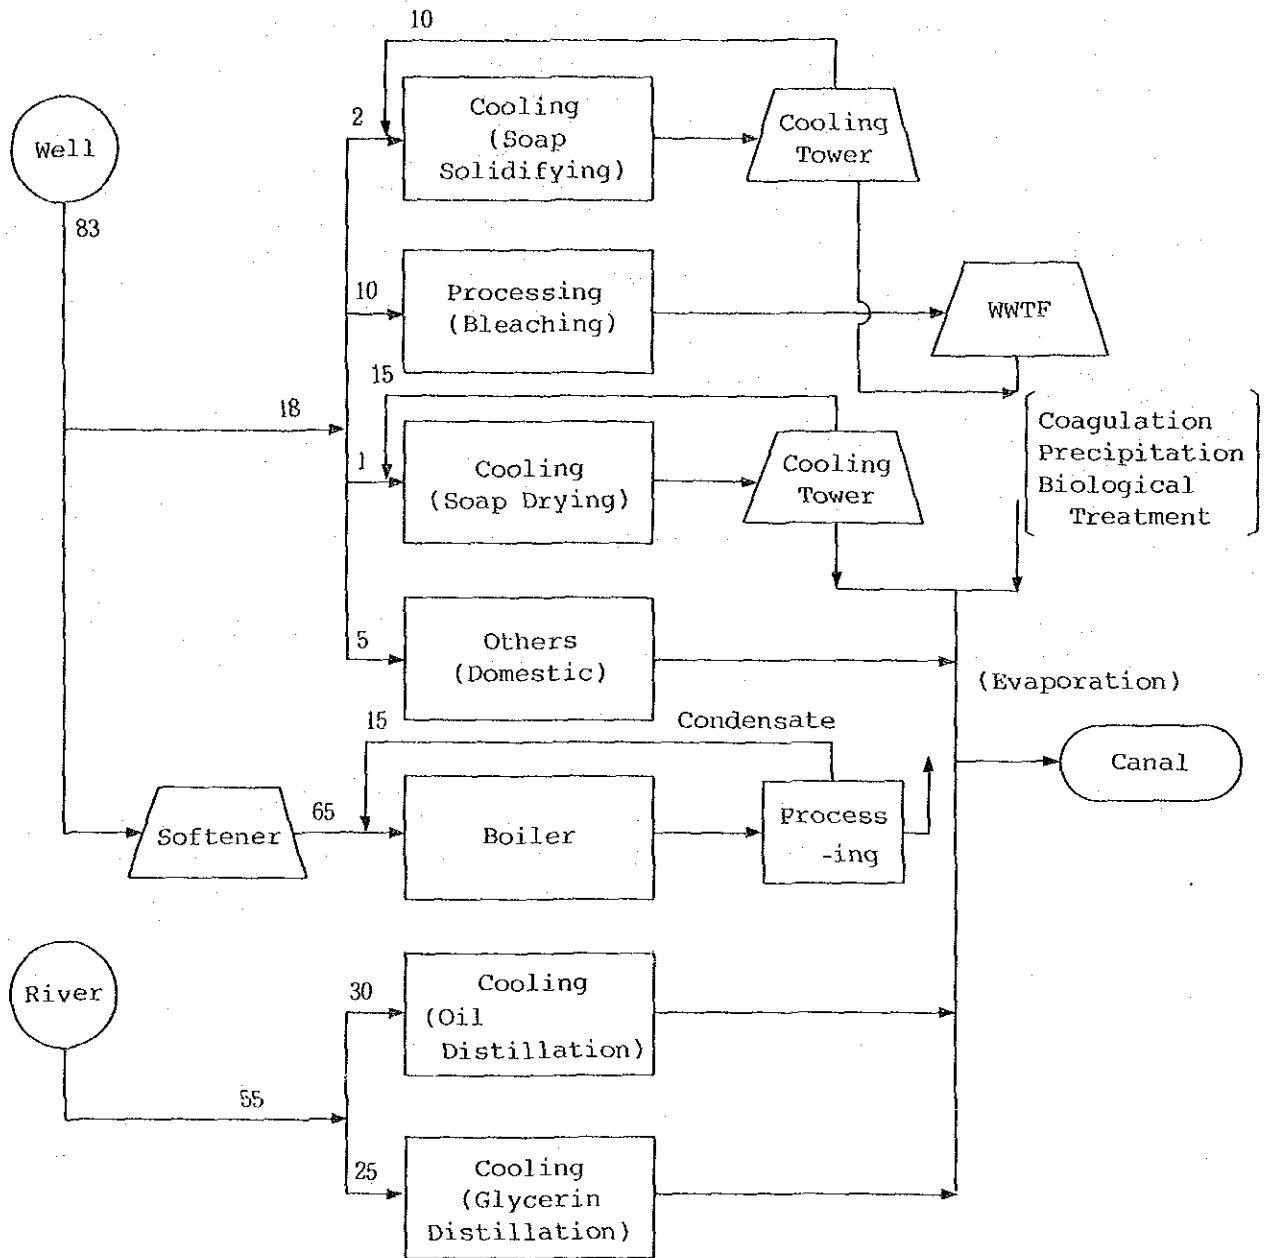 10
Cooling
(Soap
Solidifying)
2
Cooling
Tower
Well
83
10
Processing
(Bleaching)
WWTF
15
18
Coagulation
Precipitation
Biological
Treatment
1
Cooling
(Soap Drying)
Cooling
Tower
5
Others
(Domestic)
(Evaporation)
15
Condensate
Canal
Softener
65
Boiler
Process
-ing
River
30
Cooling
(Oil
Distillation)
55
25
Cooling
(Glycerin
Distillation)